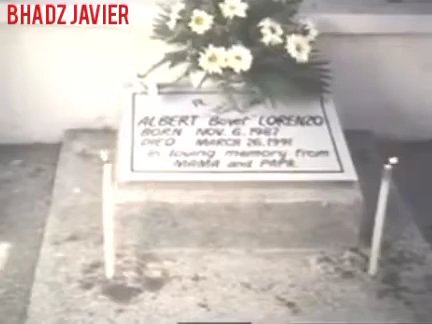 BHADZ JAVIER
ALBERT "Bovet" LORENZO
BORN NOV. 6, 1967
DIED MARCH 26, 1991
in loving memory from
MAMA and PAPA